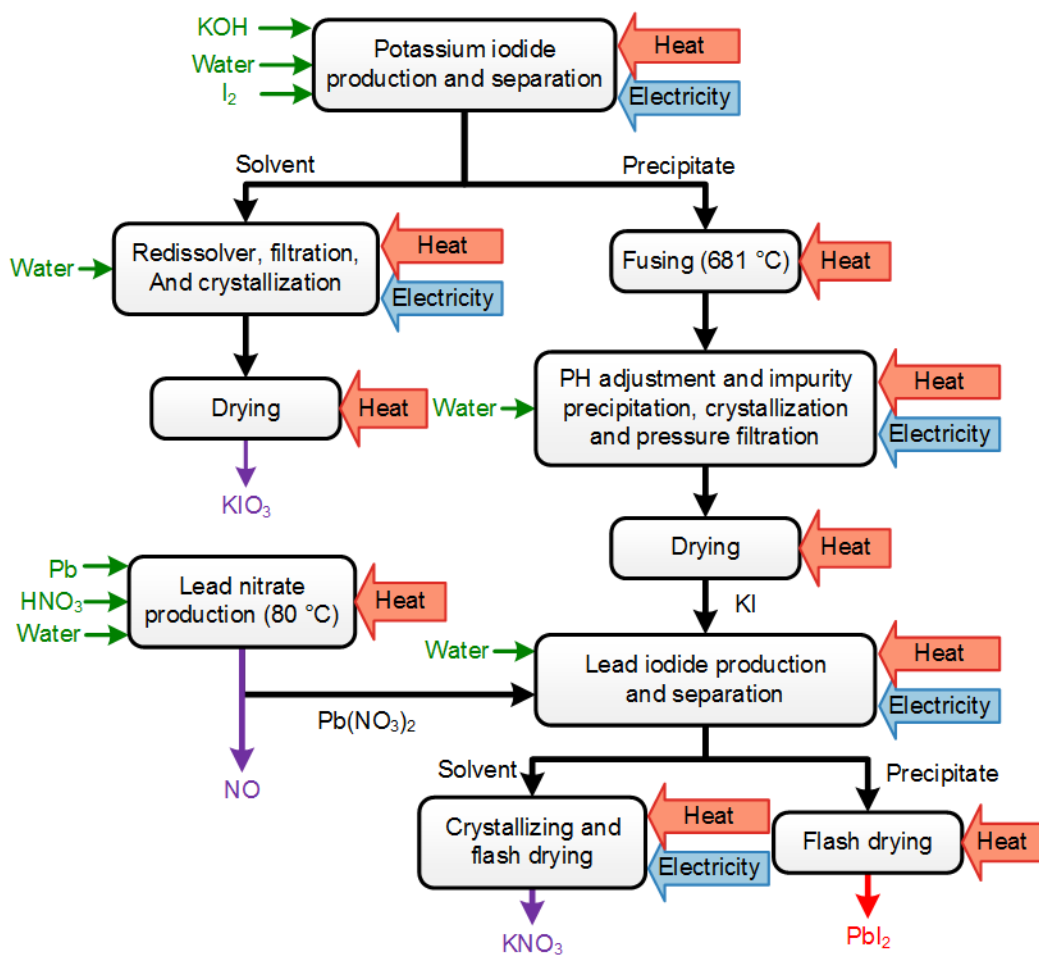 KOH
Water
I₂
Potassium iodide
production and separation
Heat
Electricity
Solvent
Precipitate
Water
Redissolver, filtration,
And crystallization
Heat
Electricity
Fusing (681 °C)
Heat
Drying
Heat
Water
PH adjustment and impurity
precipitation, crystallization
and pressure filtration
Heat
Electricity
KIO₃
Drying
Heat
KI
Pb
HNO₃
Water
Lead nitrate
production (80 °C)
Heat
Water
Lead iodide production
and separation
Heat
Electricity
Pb(NO₃)₂
NO
Solvent
Precipitate
Crystallizing and
flash drying
Heat
Electricity
Flash drying
Heat
KNO₃
PbI₂